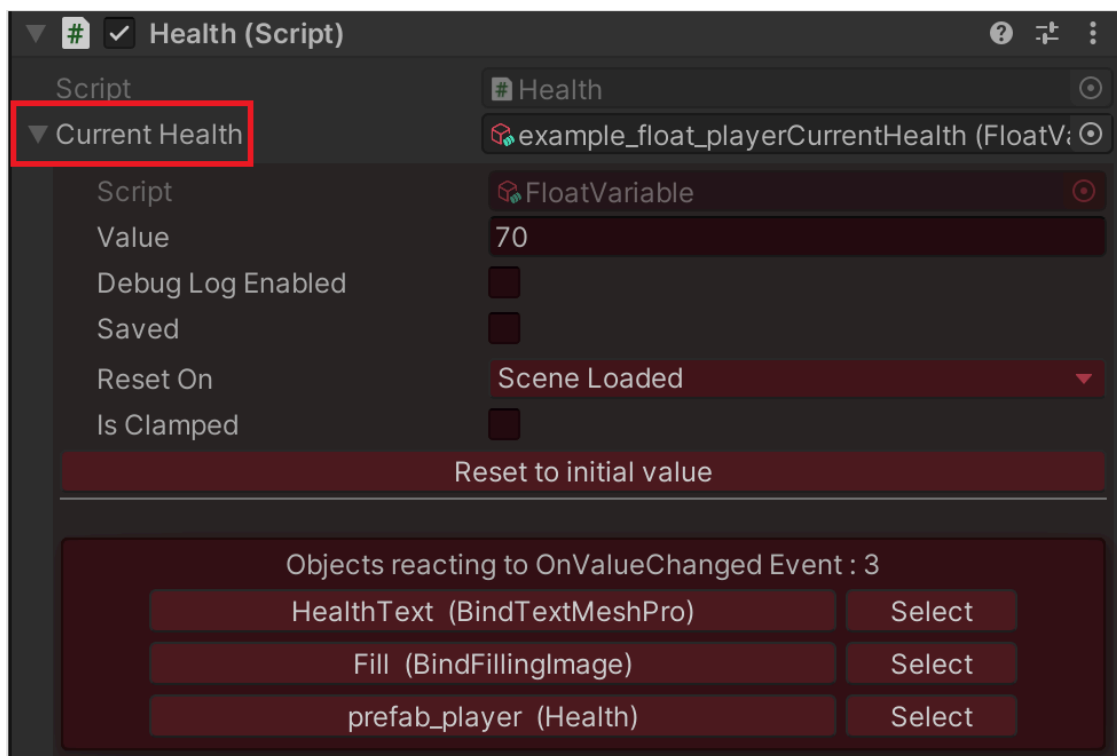 Health (Script)
Script # Health
Current Health example_float_playerCurrentHealth (FloatVa
Script FloatVariable
Value 70
Debug Log Enabled
Saved
Reset On Scene Loaded
Is Clamped
Reset to initial value
Objects reacting to OnValueChanged Event : 3
HealthText (BindTextMeshPro) Select
Fill (BindFillingImage) Select
prefab_player (Health) Select